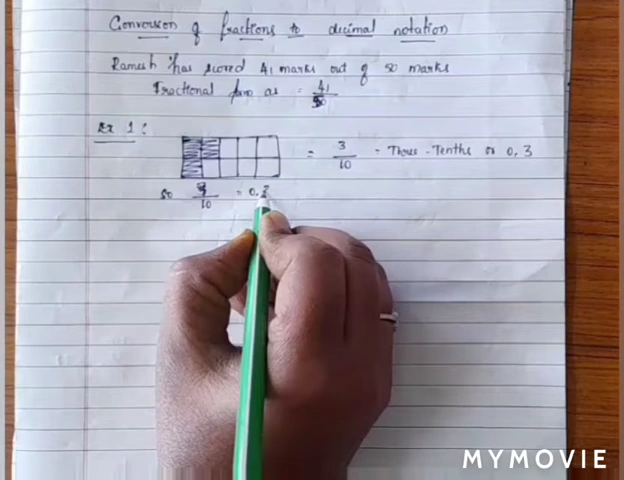 Conversion of fractions to decimal notation
Ramesh has scored 41 marks out of 50 marks
Fractional form as = 41/50
Ex 1:
= 3/10 = Three-Tenths or 0.3
so 3/10 = 0.3
MYMOVIE